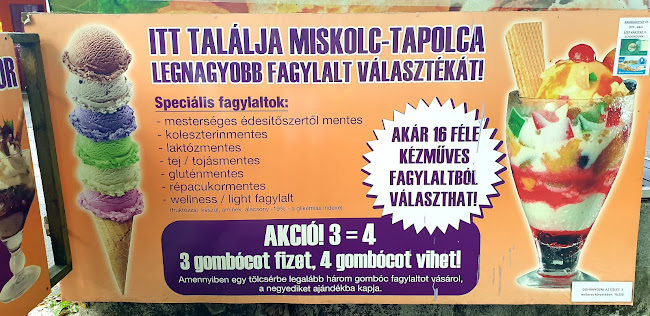 ITT TALÁLJA MISKOLC-TAPOLCA
LEGNAGYOBB FAGYLALT VÁLASZTÉKÁT!
Speciális fagylaltok:
- mesterséges édesítőszertől mentes
- koleszterinmentes
- laktózmentes
- tej / tojásmentes
- gluténmentes
- répacukormentes
- wellness / light fagylalt
AKÁR 16 FÉLE
KÉZMŰVES
FAGYLALTBÓL
VÁLASZTHAT!
AKCIÓ! 3 = 4
3 gombócot fizet, 4 gombócot vihet!
Amennyiben egy tölcsérbe legalább három gombóc fagylaltot vásárol,
a negyediket ajándékba kapja.